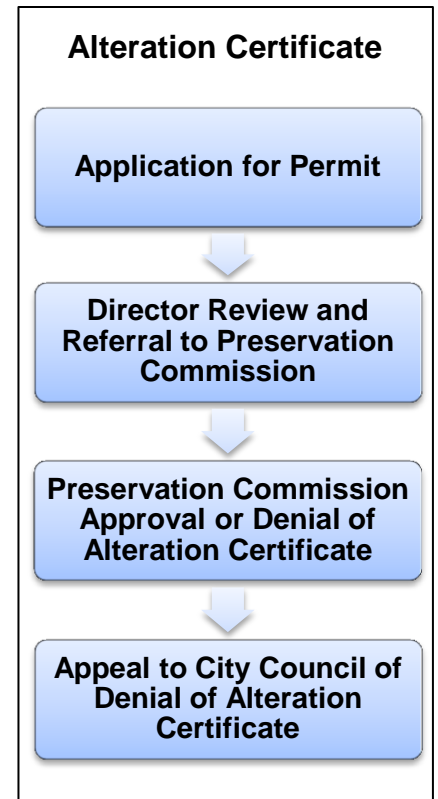 Alteration Certificate
Application for Permit
Director Review and
Referral to Preservation
Commission
Preservation Commission
Approval or Denial of
Alteration Certificate
Appeal to City Council of
Denial of Alteration
Certificate